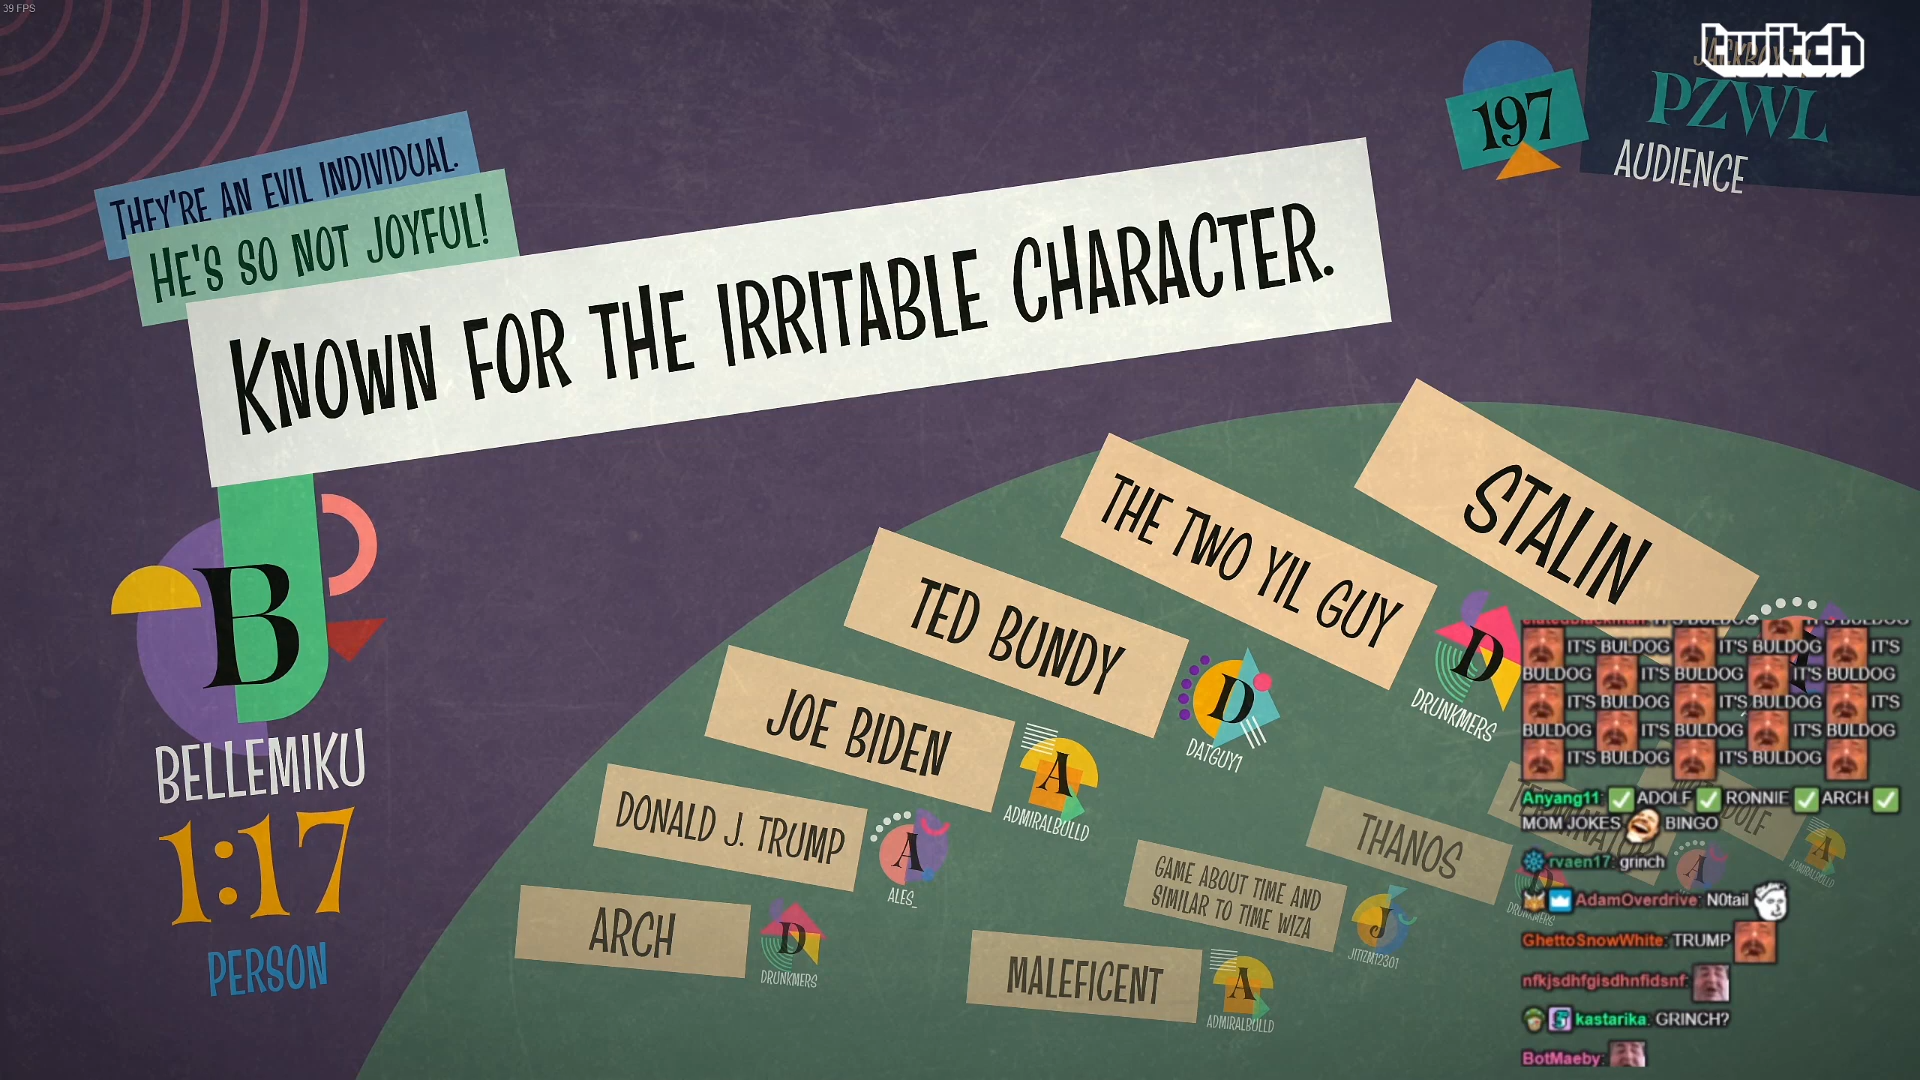 39 FPS
twitch
PZWL
197
AUDIENCE
THEY'RE AN EVIL INDIVIDUAL.
HE'S SO NOT JOYFUL!
KNOWN FOR THE IRRITABLE CHARACTER.
B
BELLEMIKU
1:17
PERSON
STALIN
THE TWO YIL GUY
D
DRUNKMERS
TED BUNDY
D
DATGUY1
JOE BIDEN
A
ADMIRALBULLD
DONALD J. TRUMP
A
ALES_
ARCH
D
DRUNKMERS
THANOS
DRUNKMERS
GAME ABOUT TIME AND
SIMILAR TO TIME WIZA
J
JITIZM12301
MALEFICENT
A
ADMIRALBULLD
A
A
ADMIRALBULLD
IT'S BULDOG IT'S BULDOG IT'S
BULDOG IT'S BULDOG IT'S BULDOG
IT'S BULDOG IT'S BULDOG IT'S
BULDOG IT'S BULDOG IT'S BULDOG
IT'S BULDOG IT'S BULDOG
Anyang11: ADOLF RONNIE ARCH
MOM JOKES BINGO
rvaen17: grinch
AdamOverdrive: N0tail
GhettoSnowWhite: TRUMP
nfkjsdhfgisdhnfidsnf:
kastarika: GRINCH?
BotMaeby: